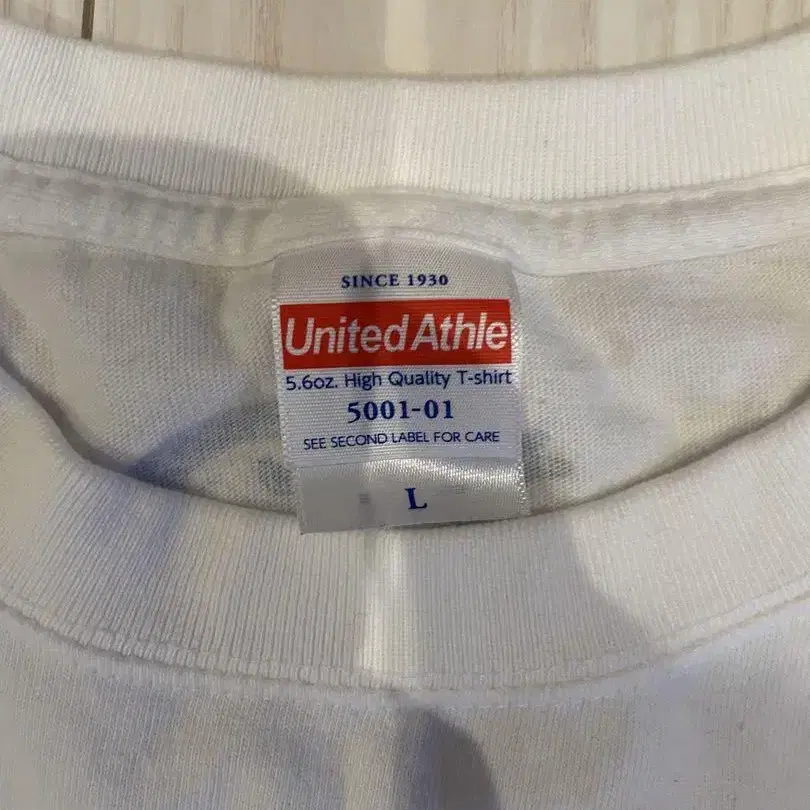 SINCE 1930
United Athle
5.6oz. High Quality T-shirt
5001-01
SEE SECOND LABEL FOR CARE
L